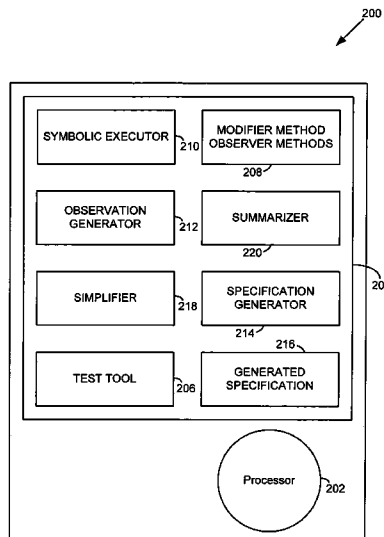 200
SYMBOLIC EXECUTOR
210
MODIFIER METHOD
OBSERVER METHODS
208
OBSERVATION
GENERATOR
212
SUMMARIZER
220
SIMPLIFIER
218
SPECIFICATION
GENERATOR
214
216
TEST TOOL
206
GENERATED
SPECIFICATION
Processor
202